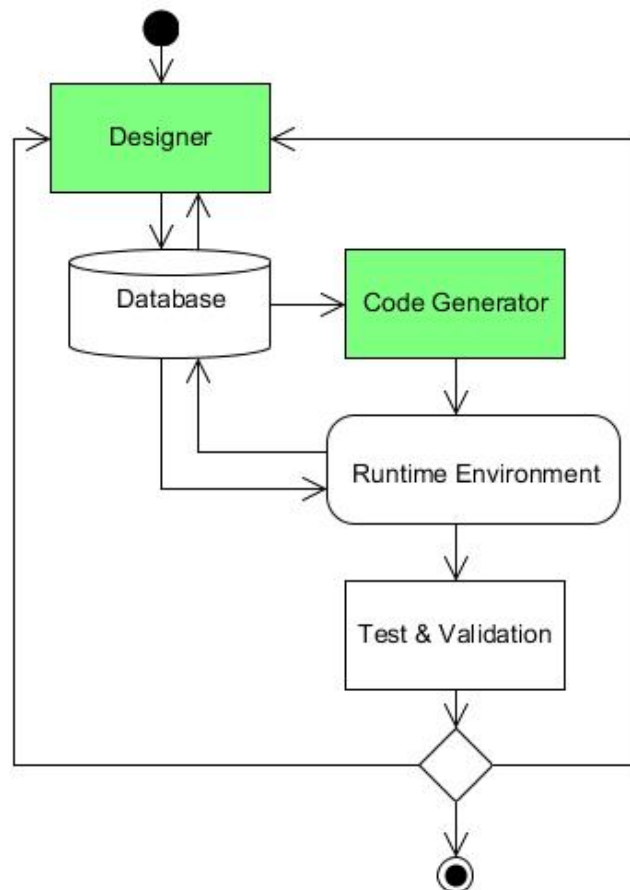 Designer
Database
Code Generator
Runtime Environment
Test & Validation